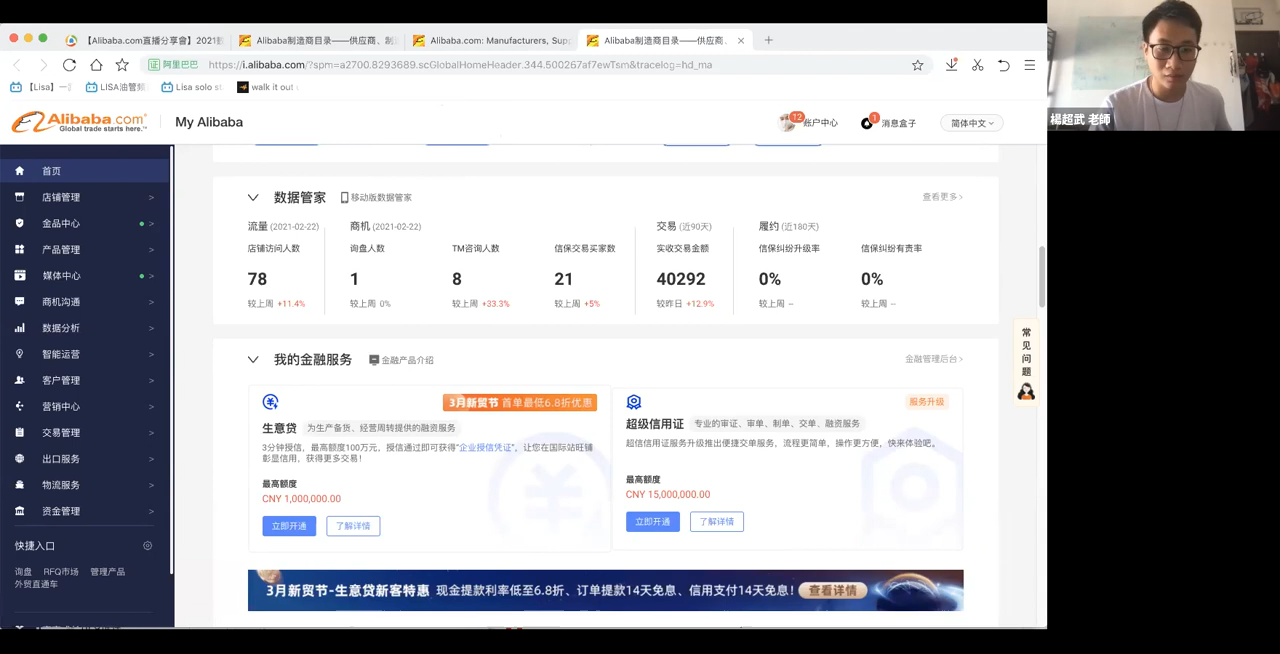 【Alibaba.com直播分享會】2021
Alibaba制造商目录——供应商、制
Alibaba.com: Manufacturers, Supp
Alibaba制造商目录——供应商、
阿里巴巴
https://i.alibaba.com/?spm=a2700.8293689.scGlobalHomeHeader.344.500267af7ewTsm&tracelog=hd_ma
【Lisa】一
LISA油管频
Lisa solo st
walk it out
楊超武 老師
Alibaba.com
Global trade starts here.™
My Alibaba
12
账户中心
1
消息盒子
简体中文
首页
店铺管理
金品中心
产品管理
媒体中心
商机沟通
数据分析
智能运营
客户管理
营销中心
交易管理
出口服务
物流服务
资金管理
快捷入口
询盘 RFQ市场 管理产品
外贸直通车
数据管家 移动版数据管家 查看更多>
流量 (2021-02-22) 商机 (2021-02-22) 交易 (近90天) 履约 (近180天)
店铺访问人数 询盘人数 TM咨询人数 信保交易买家数 实收交易金额 信保纠纷升级率 信保纠纷有责率
78 1 8 21 40292 0% 0%
较上周 +11.4% 较上周 0% 较上周 +33.3% 较上周 +5% 较昨日 +12.9% 较上周 -- 较上周 --
我的金融服务 金融产品介绍 金融管理后台>
3月新贸节 首单最低6.8折优惠
生意贷 为生产备货、经营周转提供的融资服务
3分钟授信，最高额度100万元，授信通过即可获得“企业授信凭证”，让您在国际站旺铺
彰显信用，获得更多交易！
最高额度
CNY 1,000,000.00
立即开通 了解详情
服务升级
超级信用证 专业的审证、审单、制单、交单、融资服务
超信信用证服务升级推出便捷交单服务，流程更简单，操作更方便，快来体验吧。
最高额度
CNY 15,000,000.00
立即开通 了解详情
3月新贸节-生意贷新客特惠 现金提款利率低至6.8折、订单提款14天免息、信用支付14天免息！ 查看详情
常见问题